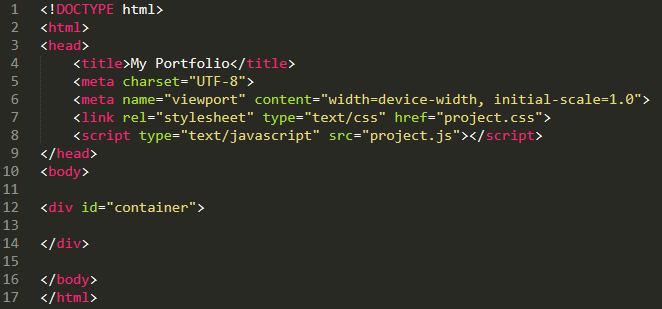 1 <!DOCTYPE html>
2 <html>
3 <head>
4     <title>My Portfolio</title>
5     <meta charset="UTF-8">
6     <meta name="viewport" content="width=device-width, initial-scale=1.0">
7     <link rel="stylesheet" type="text/css" href="project.css">
8     <script type="text/javascript" src="project.js"></script>
9 </head>
10 <body>
11
12 <div id="container">
13
14 </div>
15
16 </body>
17 </html>